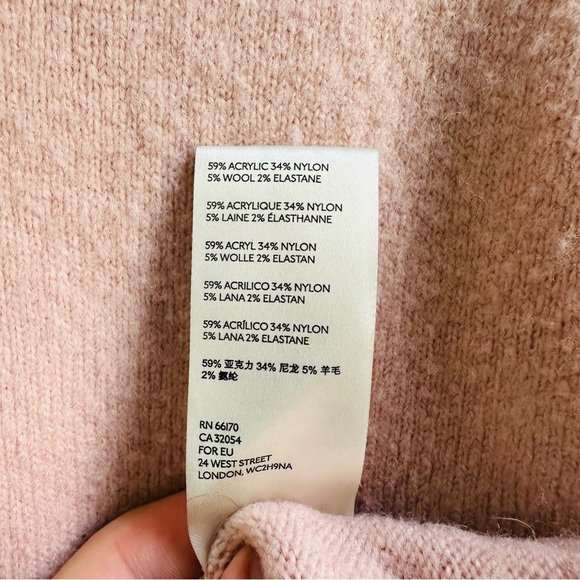 59% ACRYLIC 34% NYLON
5% WOOL 2% ELASTANE
59% ACRYLIQUE 34% NYLON
5% LAINE 2% ÉLASTHANNE
59% ACRYL 34% NYLON
5% WOLLE 2% ELASTAN
59% ACRILICO 34% NYLON
5% LANA 2% ELASTAN
59% ACRÍLICO 34% NYLON
5% LANA 2% ELASTANE
59% 亚克力 34% 尼龙 5% 羊毛
2% 氨纶
RN 66170
CA 32054
FOR EU
24 WEST STREET
LONDON, WC2H9NA